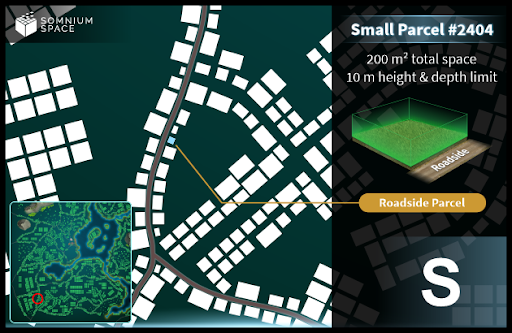 SOMNIUM
SPACE
Small Parcel #2404
200 m² total space
10 m height & depth limit
Roadside
Roadside Parcel
S